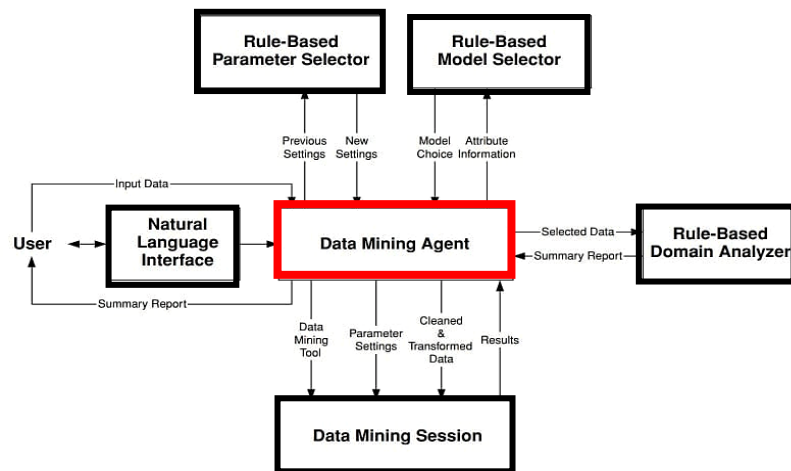 Rule-Based
Parameter Selector
Rule-Based
Model Selector
Previous
Settings
New
Settings
Model
Choice
Attribute
Information
Input Data
User
Natural
Language
Interface
Data Mining Agent
Selected Data
Summary Report
Rule-Based
Domain Analyzer
Summary Report
Data
Mining
Tool
Parameter
Settings
Cleaned
&
Transformed
Data
Results
Data Mining Session